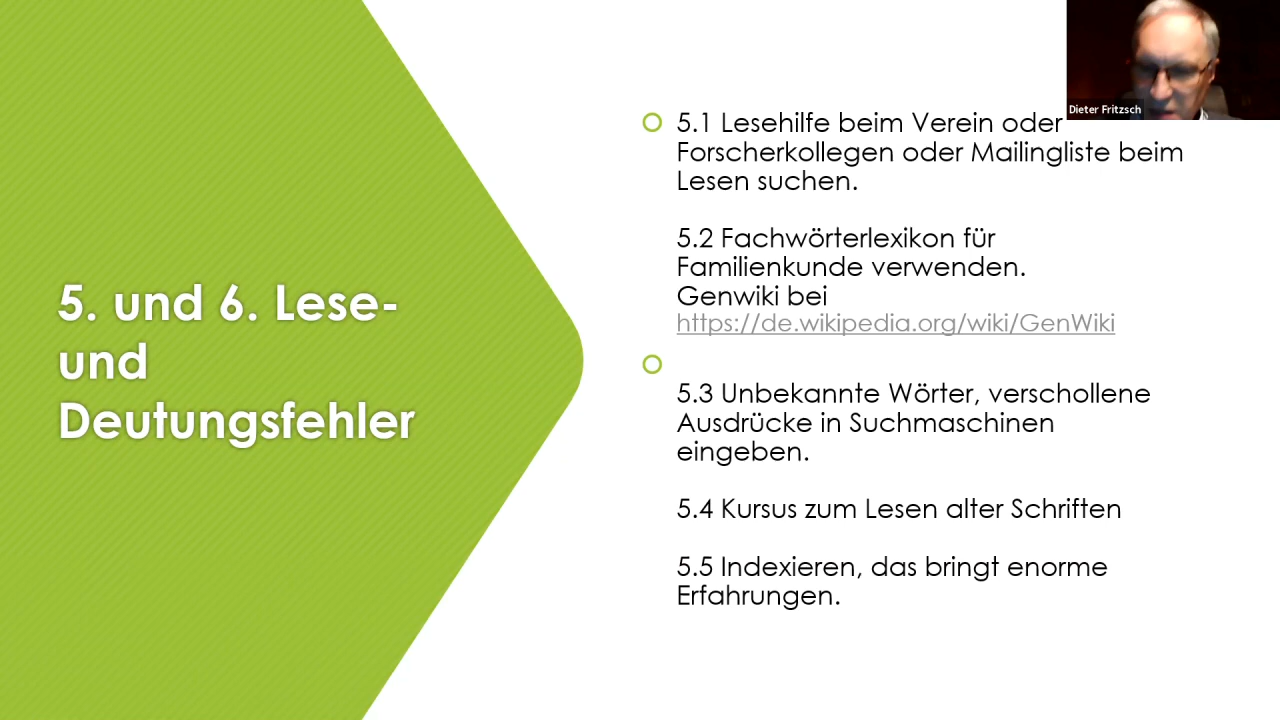 5. und 6. Lese-
und
Deutungsfehler
Dieter Fritzsch
5.1 Lesehilfe beim Verein oder
Forscherkollegen oder Mailingliste beim
Lesen suchen.
5.2 Fachwörterlexikon für
Familienkunde verwenden.
Genwiki bei
https://de.wikipedia.org/wiki/GenWiki
5.3 Unbekannte Wörter, verschollene
Ausdrücke in Suchmaschinen
eingeben.
5.4 Kursus zum Lesen alter Schriften
5.5 Indexieren, das bringt enorme
Erfahrungen.